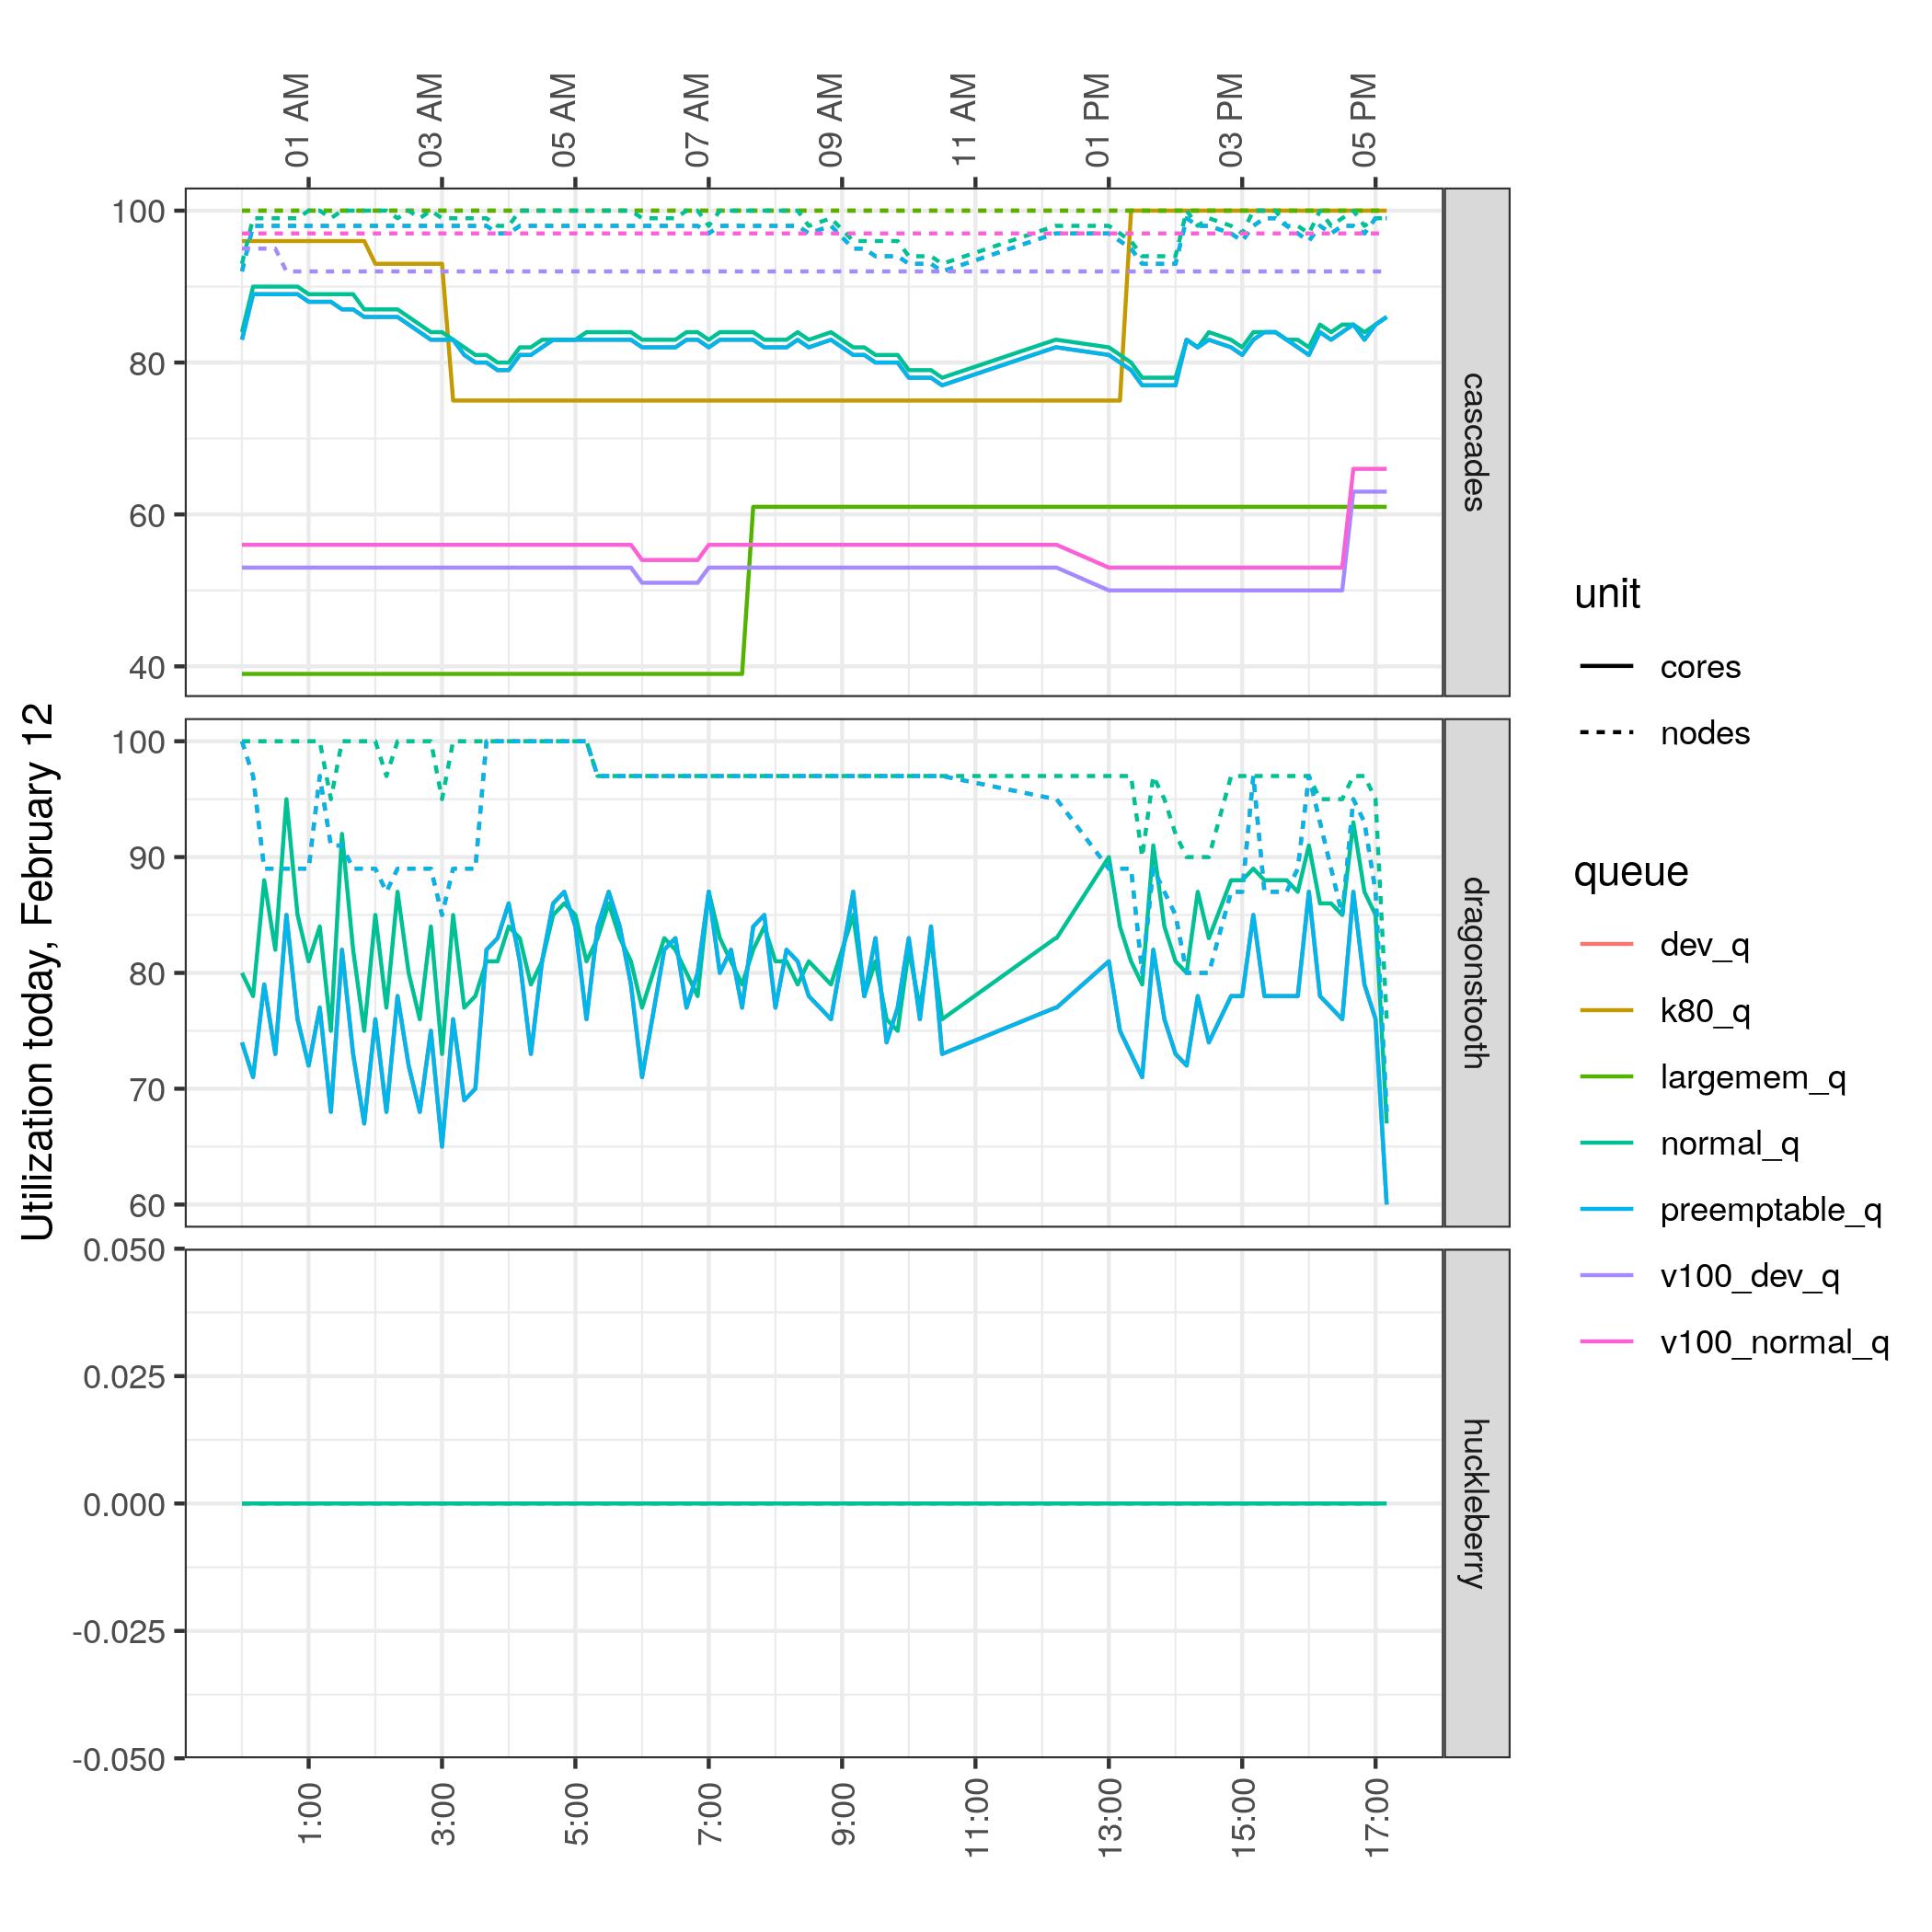 01 AM
03 AM
05 AM
07 AM
09 AM
11 AM
01 PM
03 PM
05 PM
Utilization today, February 12
100
80
60
40
cascades
100
90
80
70
60
dragonstooth
0.050
0.025
0.000
-0.025
-0.050
huckleberry
1:00
3:00
5:00
7:00
9:00
11:00
13:00
15:00
17:00
unit
cores
nodes
queue
dev_q
k80_q
largemem_q
normal_q
preemptable_q
v100_dev_q
v100_normal_q